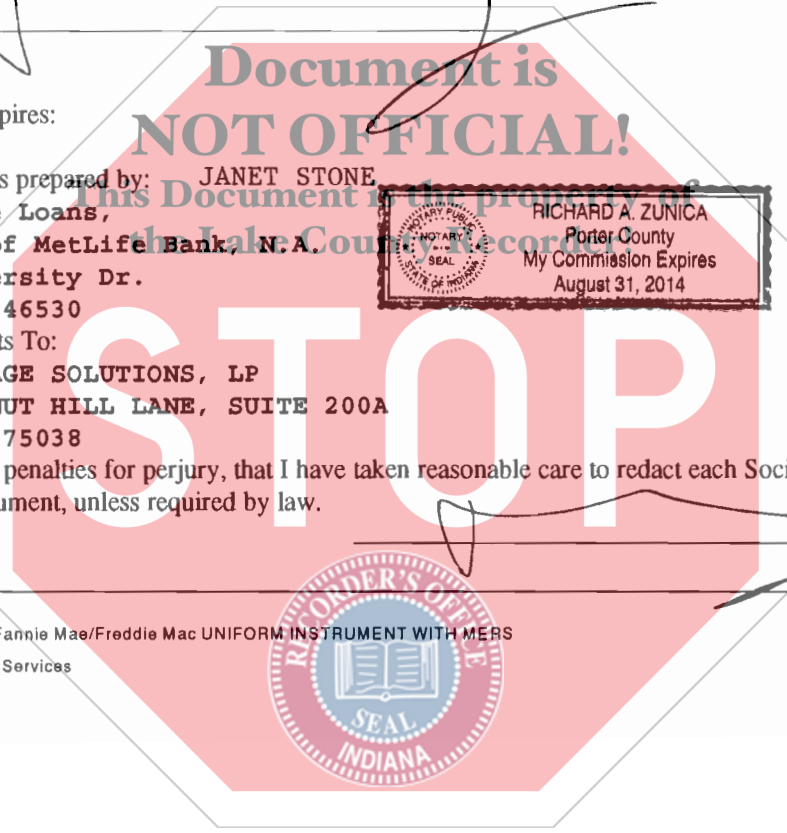 Document is
NOT OFFICIAL!
This Document is the property of
the Lake County Recorder!
pires:
s prepared by: JANET STONE
e Loans,
of MetLife Bank, N.A.
ersity Dr.
46530
ts To:
AGE SOLUTIONS, LP
NUT HILL LANE, SUITE 200A
75038
penalties for perjury, that I have taken reasonable care to redact each Soci
ument, unless required by law.
NOTARY PUBLIC
NOTARY
SEAL
STATE OF INDIANA
RICHARD A. ZUNICA
Porter County
My Commission Expires
August 31, 2014
STOP
Fannie Mae/Freddie Mac UNIFORM INSTRUMENT WITH MERS
Services
RECORDER'S OFFICE
SEAL
INDIANA